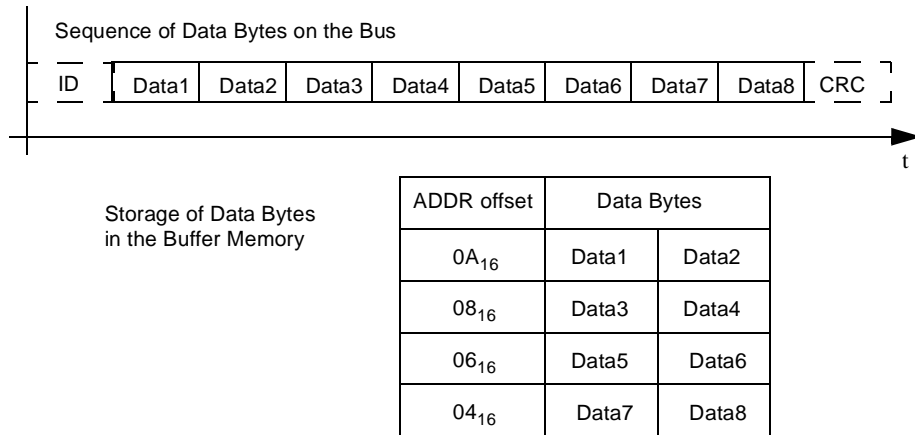 Sequence of Data Bytes on the Bus
ID Data1 Data2 Data3 Data4 Data5 Data6 Data7 Data8 CRC
t
Storage of Data Bytes
in the Buffer Memory
ADDR offset Data Bytes
0A16 Data1 Data2
0816 Data3 Data4
0616 Data5 Data6
0416 Data7 Data8